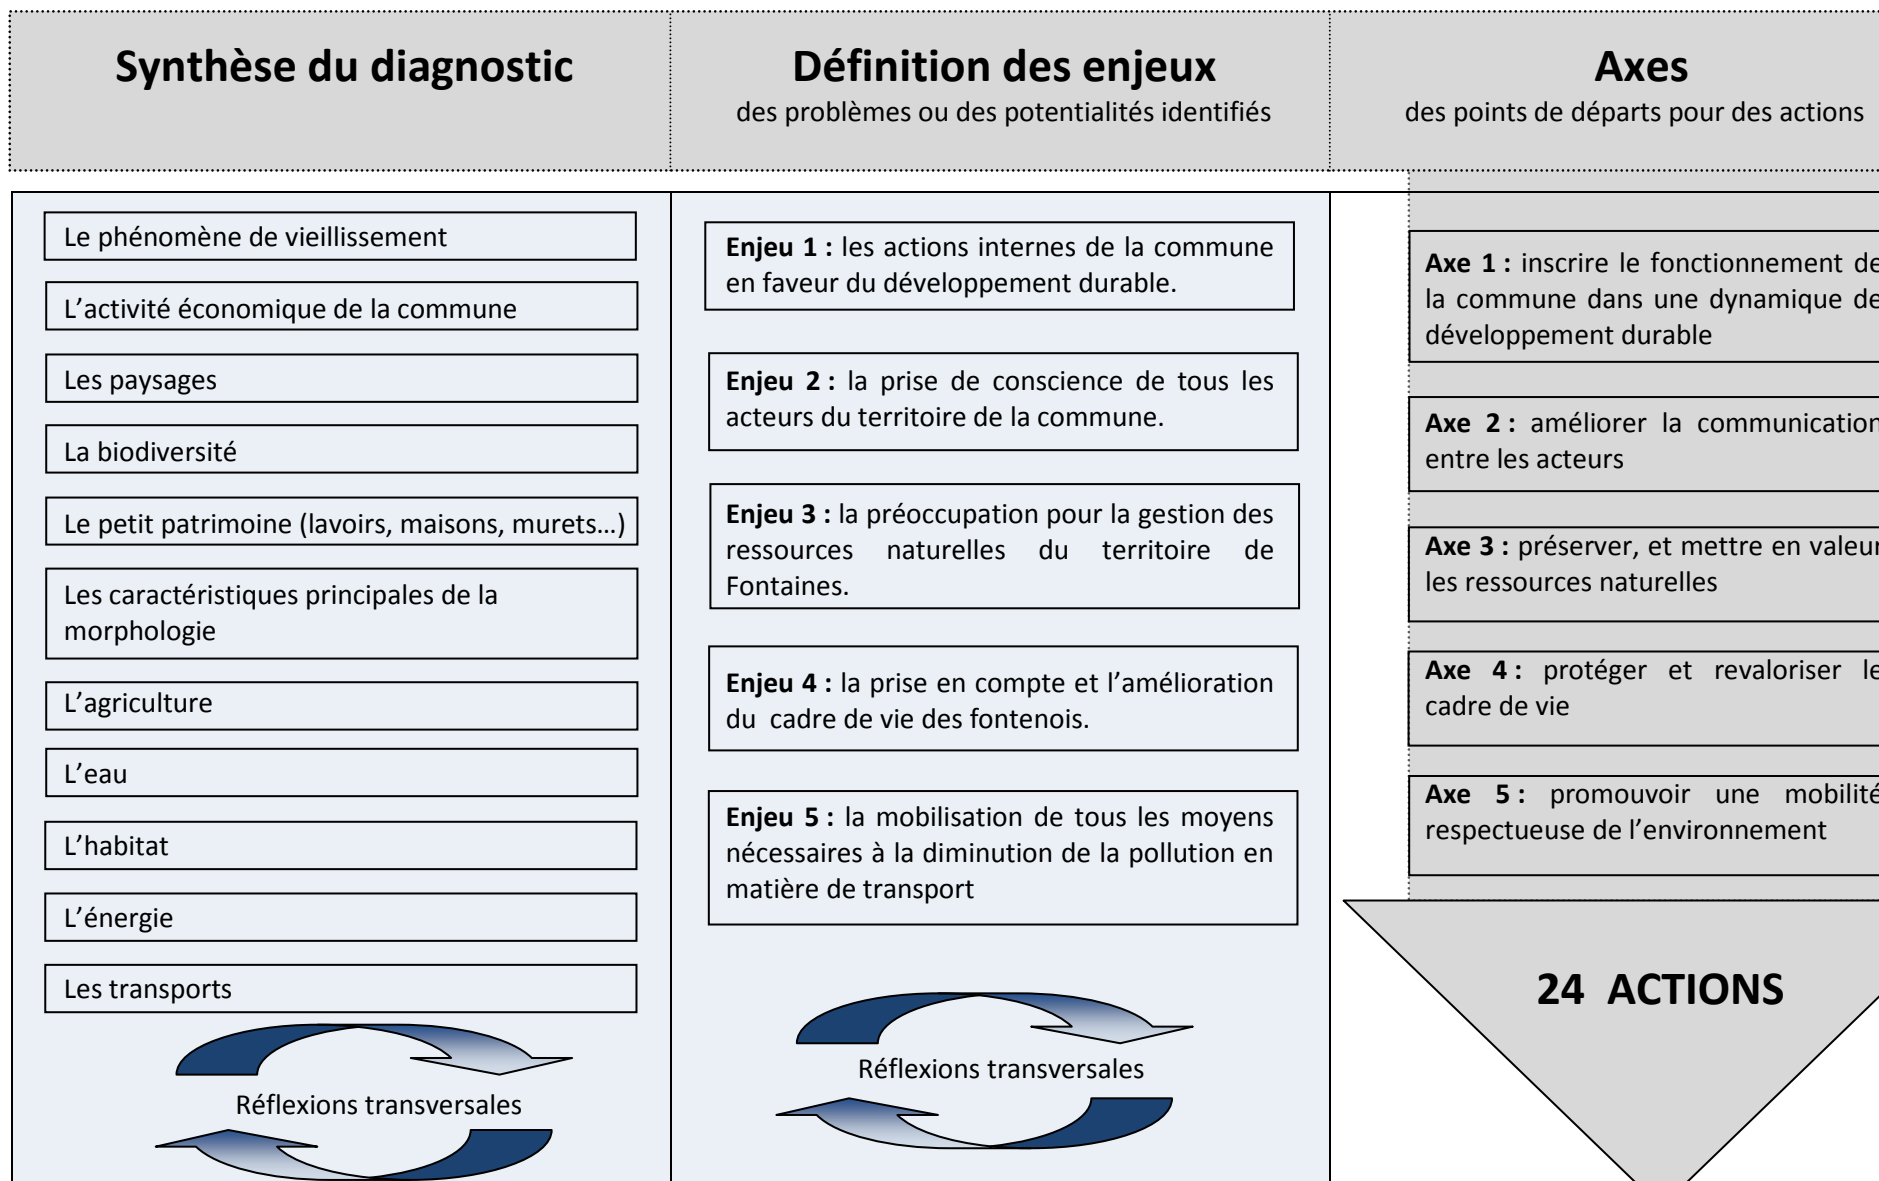 Synthèse du diagnostic
Définition des enjeux
des problèmes ou des potentialités identifiés
Axes
des points de départs pour des actions
Le phénomène de vieillissement
L’activité économique de la commune
Les paysages
La biodiversité
Le petit patrimoine (lavoirs, maisons, murets…)
Les caractéristiques principales de la
morphologie
L’agriculture
L’eau
L’habitat
L’énergie
Les transports
Réflexions transversales
Enjeu 1 : les actions internes de la commune
en faveur du développement durable.
Enjeu 2 : la prise de conscience de tous les
acteurs du territoire de la commune.
Enjeu 3 : la préoccupation pour la gestion des
ressources naturelles du territoire de
Fontaines.
Enjeu 4 : la prise en compte et l’amélioration
du cadre de vie des fontenois.
Enjeu 5 : la mobilisation de tous les moyens
nécessaires à la diminution de la pollution en
matière de transport
Réflexions transversales
Axe 1 : inscrire le fonctionnement de
la commune dans une dynamique de
développement durable
Axe 2 : améliorer la communication
entre les acteurs
Axe 3 : préserver, et mettre en valeur
les ressources naturelles
Axe 4 : protéger et revaloriser le
cadre de vie
Axe 5 : promouvoir une mobilité
respectueuse de l’environnement
24 ACTIONS